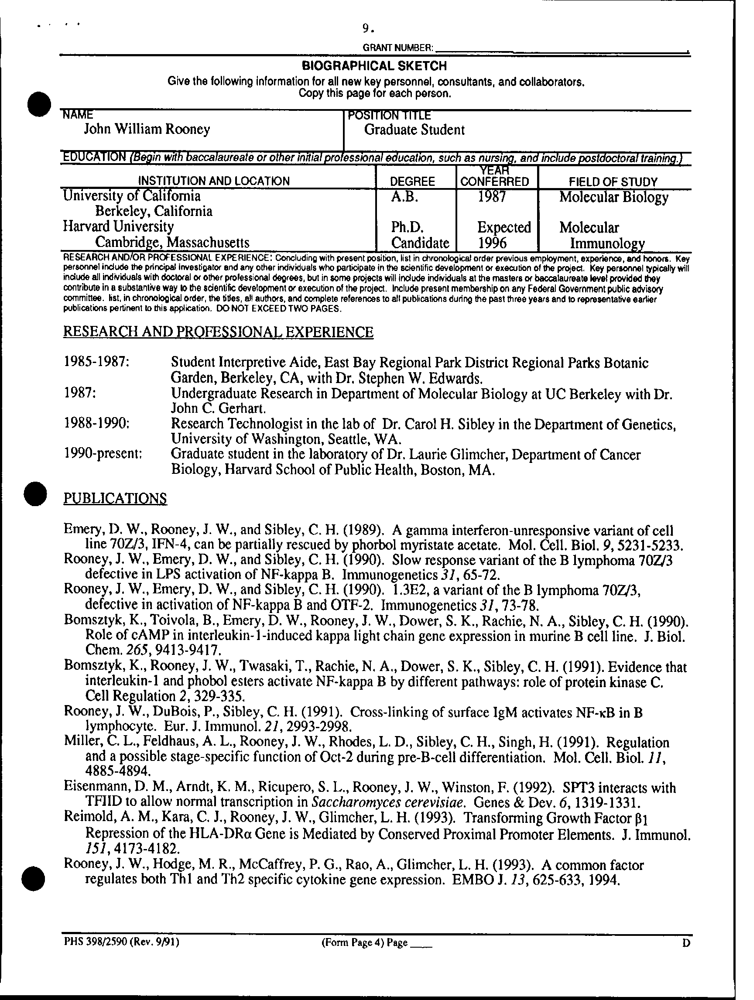 9.
GRANT NUMBER:
BIOGRAPHICAL SKETCH
Give the following information for all new key personnel, consultants, and collaborators.
Copy this page for each person.
NAME POSITION TITLE
John William Rooney Graduate Student
EDUCATION (Begin with baccalaureate or other initial professional education, such as nursing, and include postdoctoral training.)
INSTITUTION AND LOCATION DEGREE YEAR CONFERRED FIELD OF STUDY
University of California A.B. 1987 Molecular Biology
Berkeley, California
Harvard University Ph.D. Expected Molecular
Cambridge, Massachusetts Candidate 1996 Immunology
RESEARCH AND/OR PROFESSIONAL EXPERIENCE: Concluding with present position, list in chronological order previous employment, experience, and honors. Key
personnel include the principal investigator and any other individuals who participate in the scientific development or execution of the project. Key personnel typically will
include all individuals with doctoral or other professional degrees, but in some projects will include individuals at the masters or baccalaureate level provided they
contribute in a substantive way to the scientific development or execution of the project. Include present membership on any Federal Government public advisory
committee. list, in chronological order, the titles, all authors, and complete references to all publications during the past three years and to representative earlier
publications pertinent to this application. DO NOT EXCEED TWO PAGES.
RESEARCH AND PROFESSIONAL EXPERIENCE
1985-1987: Student Interpretive Aide, East Bay Regional Park District Regional Parks Botanic
Garden, Berkeley, CA, with Dr. Stephen W. Edwards.
1987: Undergraduate Research in Department of Molecular Biology at UC Berkeley with Dr.
John C. Gerhart.
1988-1990: Research Technologist in the lab of Dr. Carol H. Sibley in the Department of Genetics,
University of Washington, Seattle, WA.
1990-present: Graduate student in the laboratory of Dr. Laurie Glimcher, Department of Cancer
Biology, Harvard School of Public Health, Boston, MA.
PUBLICATIONS
Emery, D. W., Rooney, J. W., and Sibley, C. H. (1989). A gamma interferon-unresponsive variant of cell
line 70Z/3, IFN-4, can be partially rescued by phorbol myristate acetate. Mol. Cell. Biol. 9, 5231-5233.
Rooney, J. W., Emery, D. W., and Sibley, C. H. (1990). Slow response variant of the B lymphoma 70Z/3
defective in LPS activation of NF-kappa B. Immunogenetics 31, 65-72.
Rooney, J. W., Emery, D. W., and Sibley, C. H. (1990). 1.3E2, a variant of the B lymphoma 70Z/3,
defective in activation of NF-kappa B and OTF-2. Immunogenetics 31, 73-78.
Bomsztyk, K., Toivola, B., Emery, D. W., Rooney, J. W., Dower, S. K., Rachie, N. A., Sibley, C. H. (1990).
Role of cAMP in interleukin-1-induced kappa light chain gene expression in murine B cell line. J. Biol.
Chem. 265, 9413-9417.
Bomsztyk, K., Rooney, J. W., Twasaki, T., Rachie, N. A., Dower, S. K., Sibley, C. H. (1991). Evidence that
interleukin-1 and phobol esters activate NF-kappa B by different pathways: role of protein kinase C.
Cell Regulation 2, 329-335.
Rooney, J. W., DuBois, P., Sibley, C. H. (1991). Cross-linking of surface IgM activates NF-κB in B
lymphocyte. Eur. J. Immunol. 21, 2993-2998.
Miller, C. L., Feldhaus, A. L., Rooney, J. W., Rhodes, L. D., Sibley, C. H., Singh, H. (1991). Regulation
and a possible stage-specific function of Oct-2 during pre-B-cell differentiation. Mol. Cell. Biol. 11,
4885-4894.
Eisenmann, D. M., Arndt, K. M., Ricupero, S. L., Rooney, J. W., Winston, F. (1992). SPT3 interacts with
TFIID to allow normal transcription in Saccharomyces cerevisiae. Genes & Dev. 6, 1319-1331.
Reimold, A. M., Kara, C. J., Rooney, J. W., Glimcher, L. H. (1993). Transforming Growth Factor β1
Repression of the HLA-DRα Gene is Mediated by Conserved Proximal Promoter Elements. J. Immunol.
151, 4173-4182.
Rooney, J. W., Hodge, M. R., McCaffrey, P. G., Rao, A., Glimcher, L. H. (1993). A common factor
regulates both Th1 and Th2 specific cytokine gene expression. EMBO J. 13, 625-633, 1994.
PHS 398/2590 (Rev. 9/91) (Form Page 4) Page D